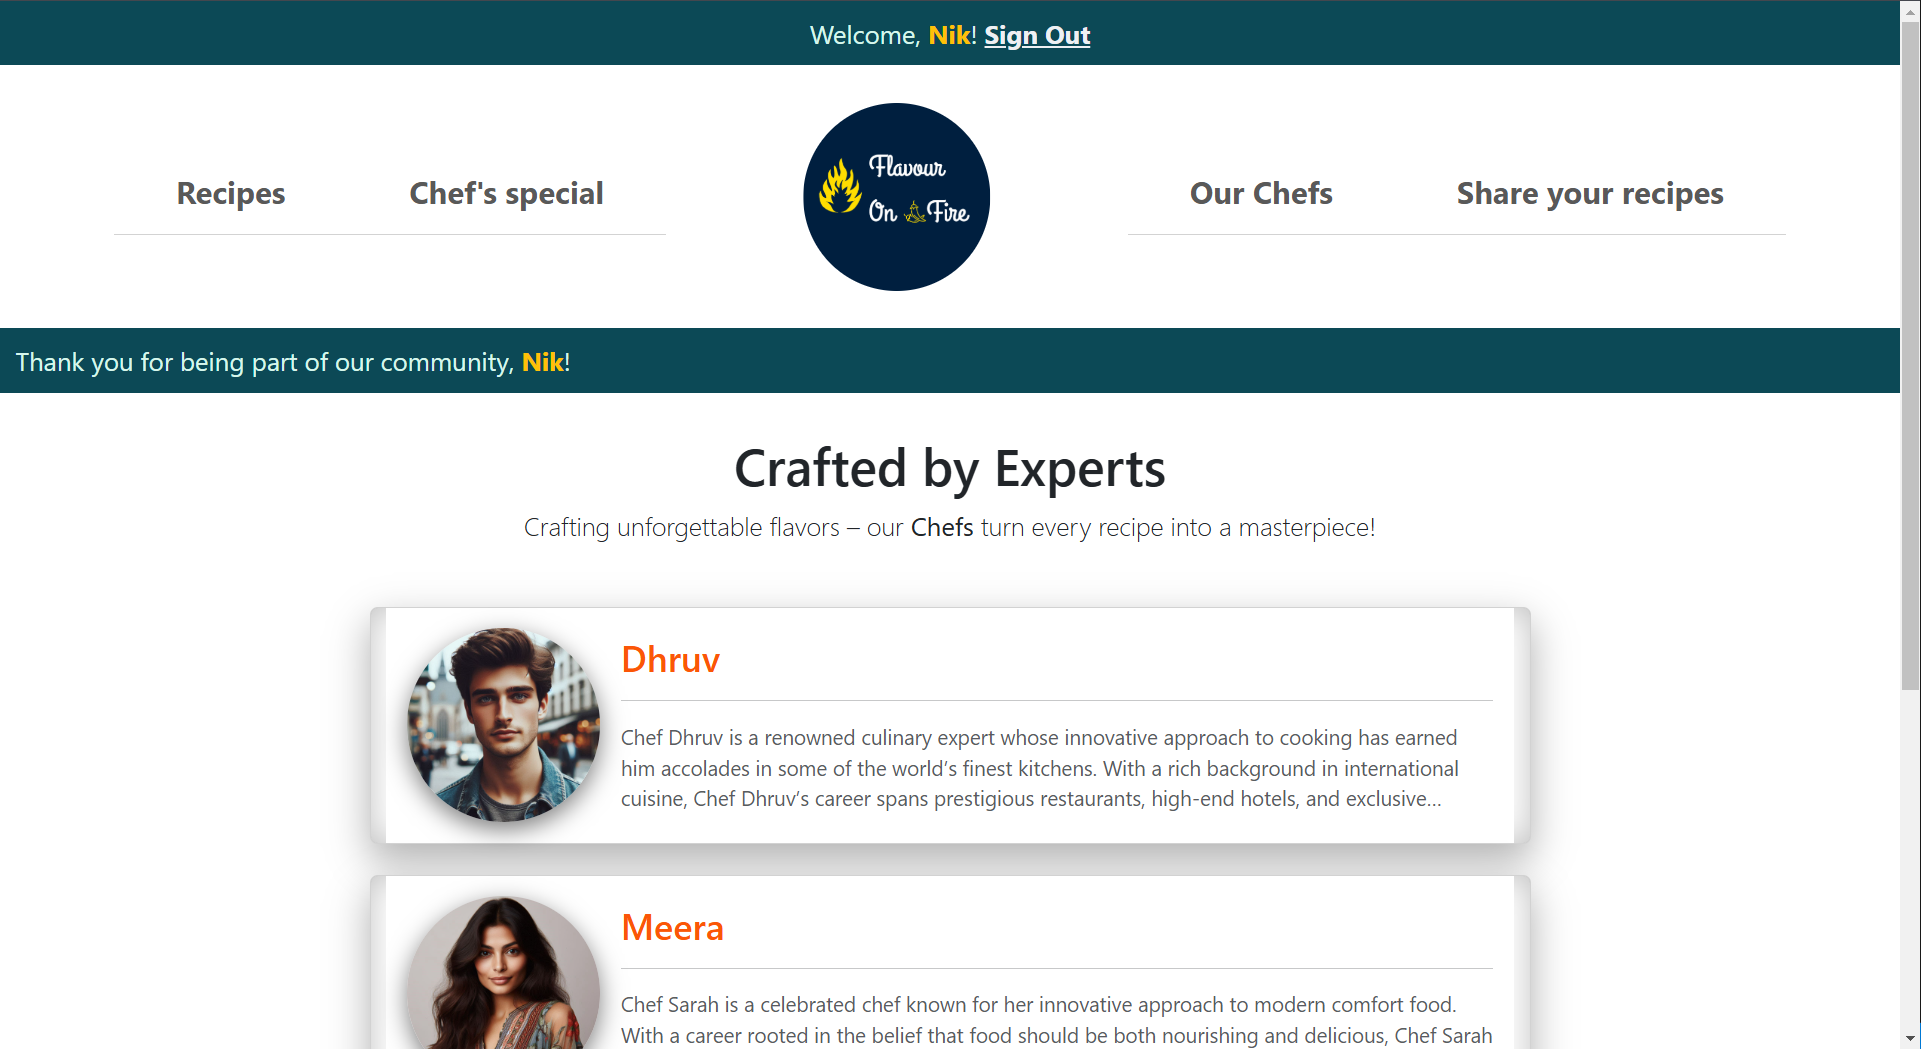 Welcome, Nik! Sign Out
Recipes
Chef's special
Flavour
On Fire
Our Chefs
Share your recipes
Thank you for being part of our community, Nik!
Crafted by Experts
Crafting unforgettable flavors – our Chefs turn every recipe into a masterpiece!
Dhruv
Chef Dhruv is a renowned culinary expert whose innovative approach to cooking has earned
him accolades in some of the world’s finest kitchens. With a rich background in international
cuisine, Chef Dhruv’s career spans prestigious restaurants, high-end hotels, and exclusive...
Meera
Chef Sarah is a celebrated chef known for her innovative approach to modern comfort food.
With a career rooted in the belief that food should be both nourishing and delicious, Chef Sarah